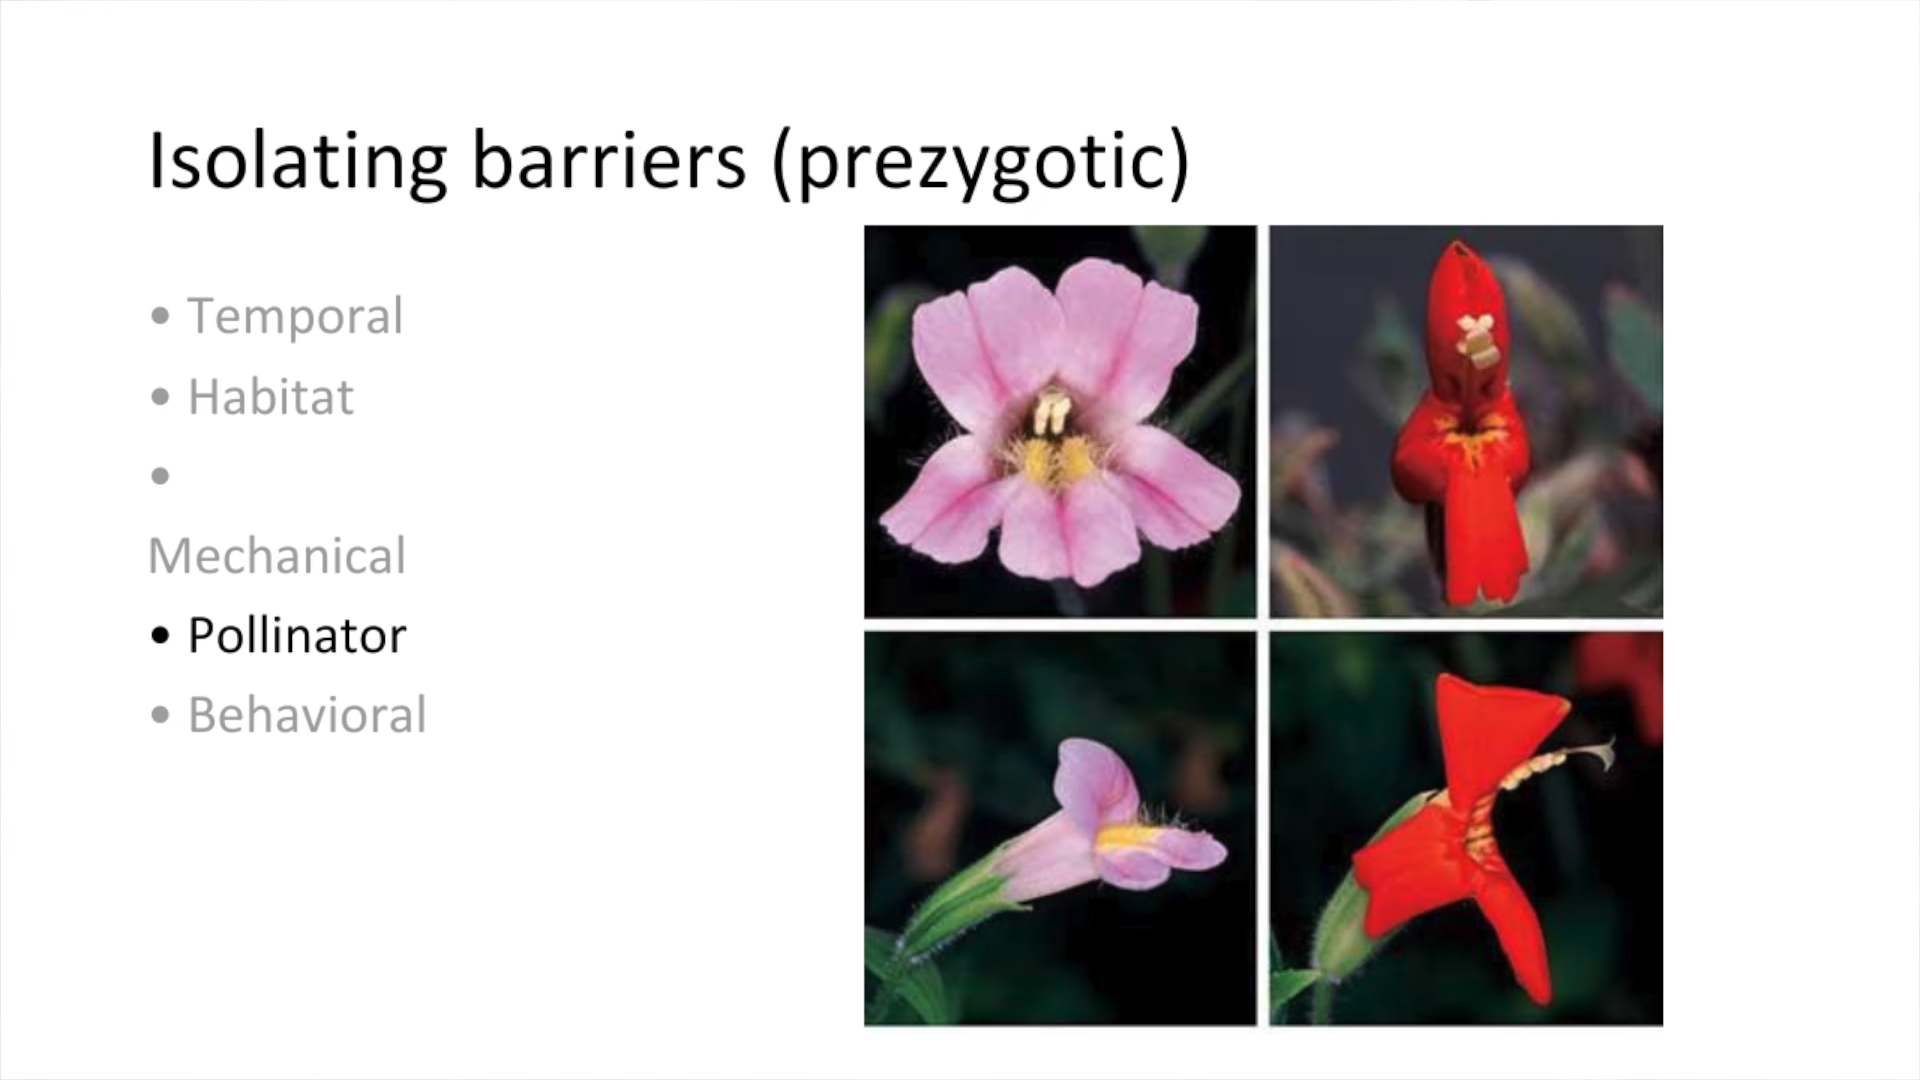 Isolating barriers (prezygotic)
• Temporal
• Habitat
•
Mechanical
• Pollinator
• Behavioral